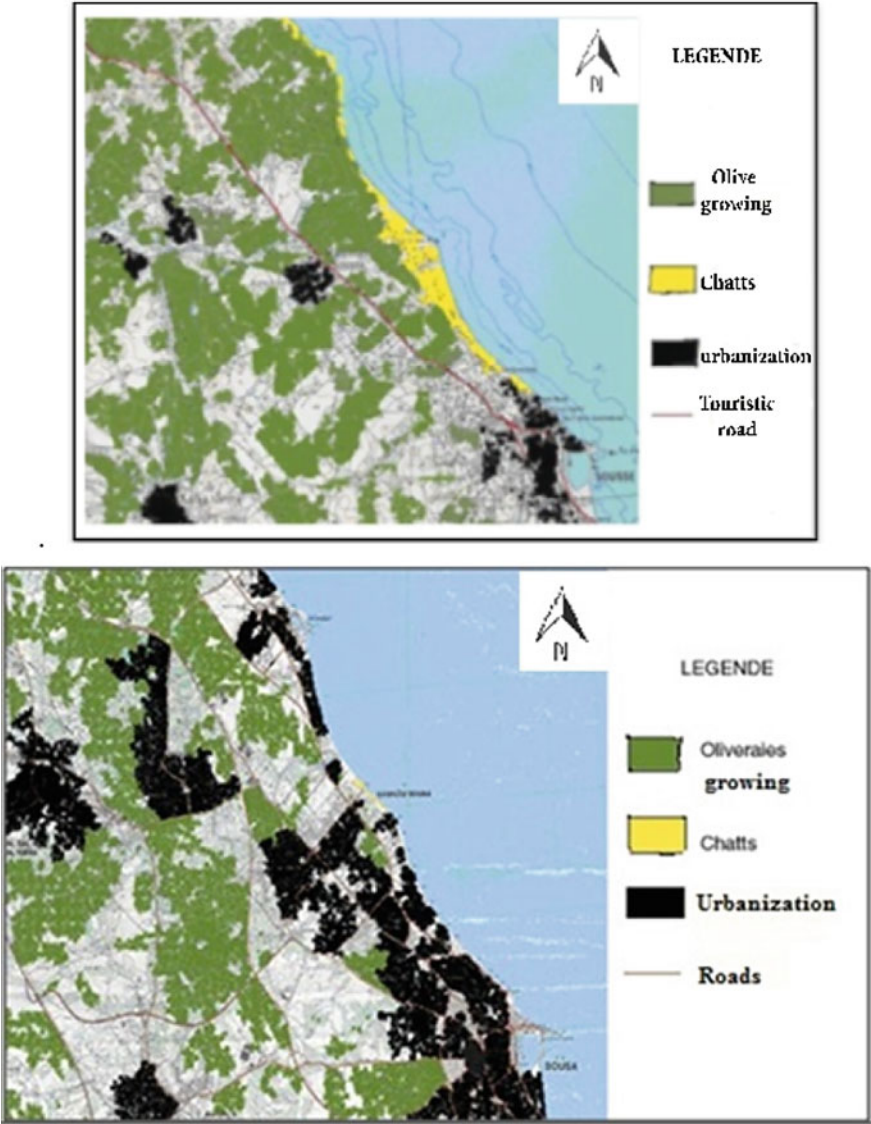 N
LEGENDE
Olive
growing
Chatts
urbanization
Touristic
road
SOUSSE
N
LEGENDE
Oliveraies
growing
Chatts
Urbanization
Roads
SOUSA